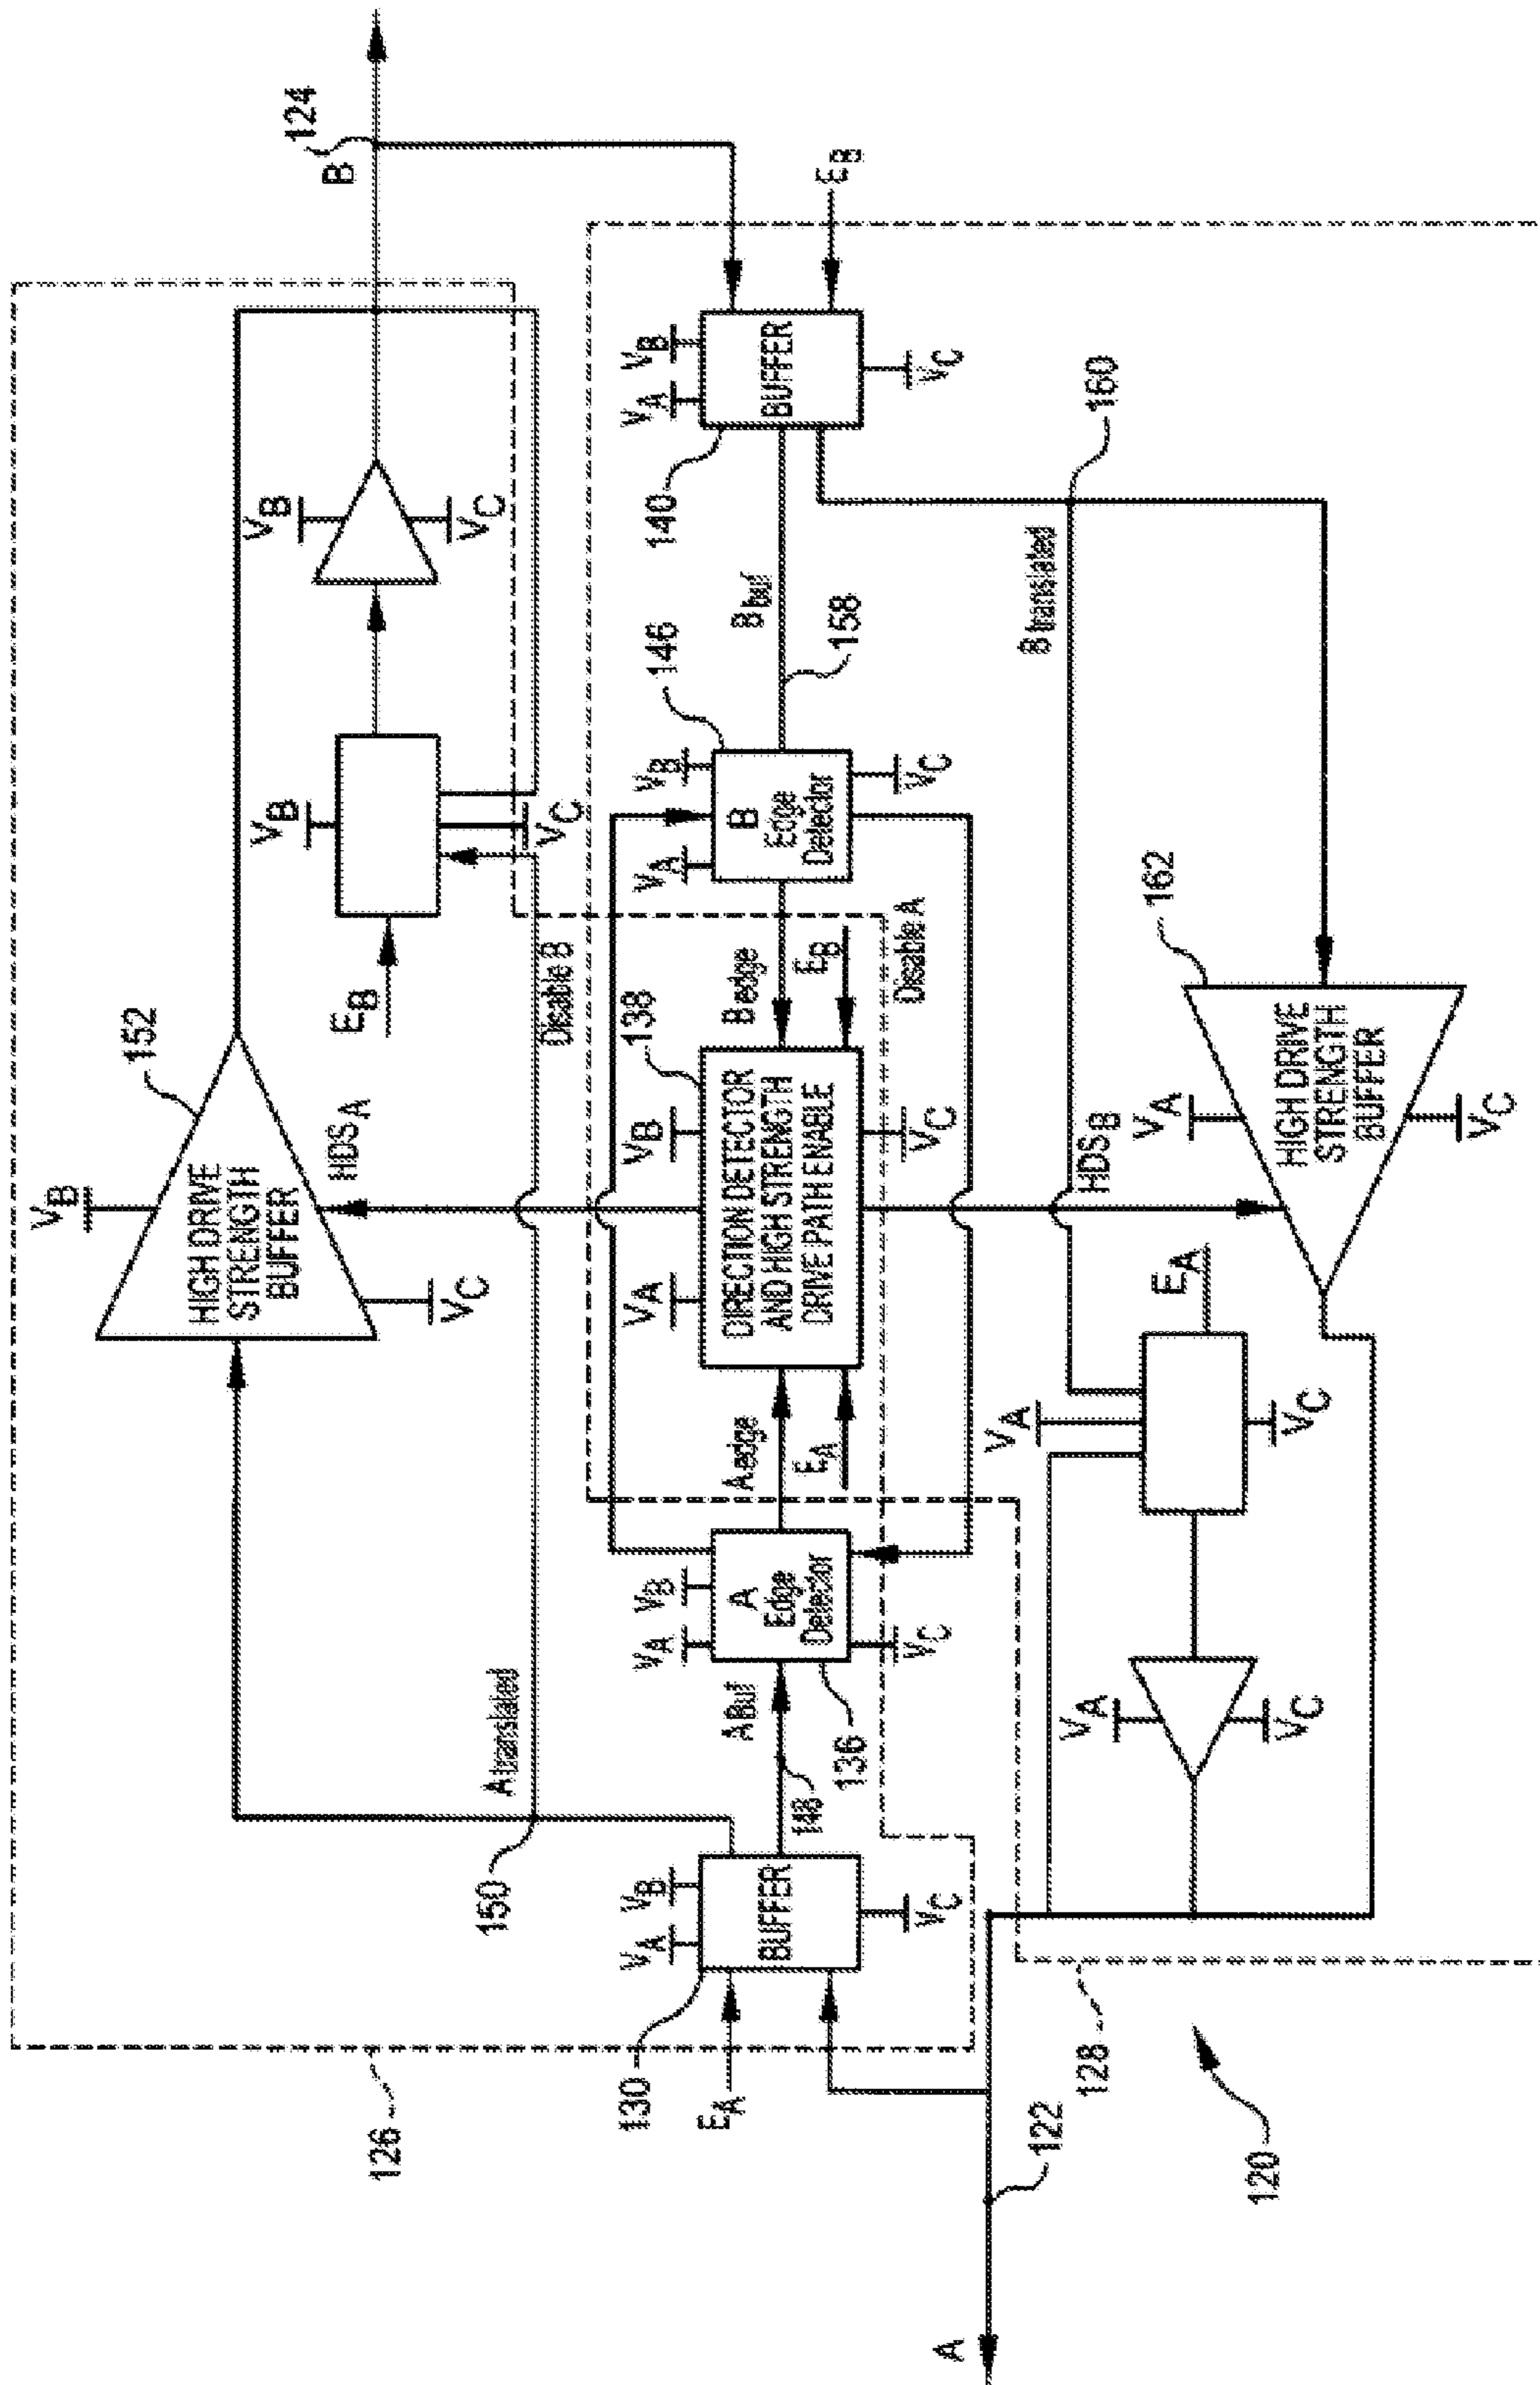 152
V_B
HIGH DRIVE
STRENGTH
BUFFER
V_C
HDS_A
E_B
V_B
V_C
V_B
V_C
B
124
126
A translated
150
Disable B
130
E_A
V_A
V_B
BUFFER
V_C
A Buf
148
136
V_A
V_B
A
Edge
Detector
V_C
A edge
E_A
138
V_A
V_B
DIRECTION DETECTOR
AND HIGH STRENGTH
DRIVE PATH ENABLE
V_C
B edge
E_B
Disable A
146
V_A
V_B
B
Edge
Detector
V_C
B buf
158
140
V_A
V_B
BUFFER
V_C
E_B
B translated
160
A
122
120
128
V_A
V_C
V_A
V_C
E_A
HDS_B
V_A
HIGH DRIVE
STRENGTH
BUFFER
V_C
162